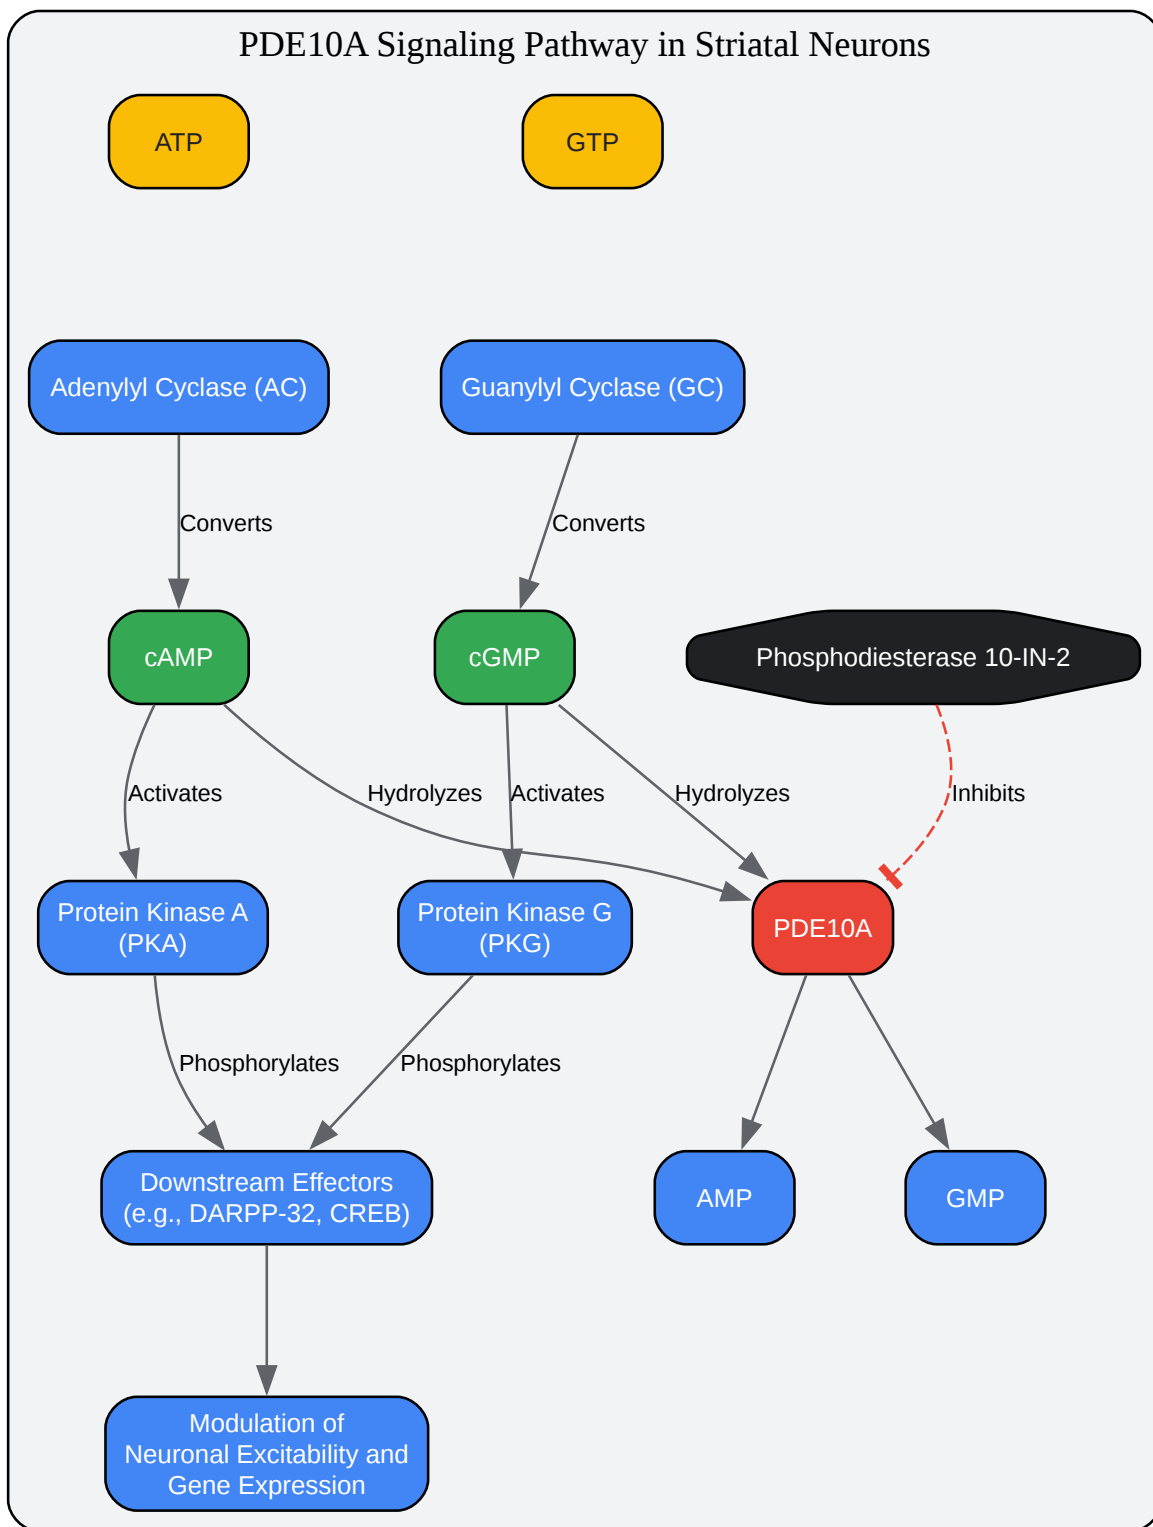 PDE10A Signaling Pathway in Striatal Neurons
ATP
GTP
Adenylyl Cyclase (AC)
Guanylyl Cyclase (GC)
Converts
Converts
cAMP
cGMP
Phosphodiesterase 10-IN-2
Activates
Hydrolyzes
Activates
Hydrolyzes
Inhibits
Protein Kinase A
(PKA)
Protein Kinase G
(PKG)
PDE10A
Phosphorylates
Phosphorylates
Downstream Effectors
(e.g., DARPP-32, CREB)
AMP
GMP
Modulation of
Neuronal Excitability and
Gene Expression